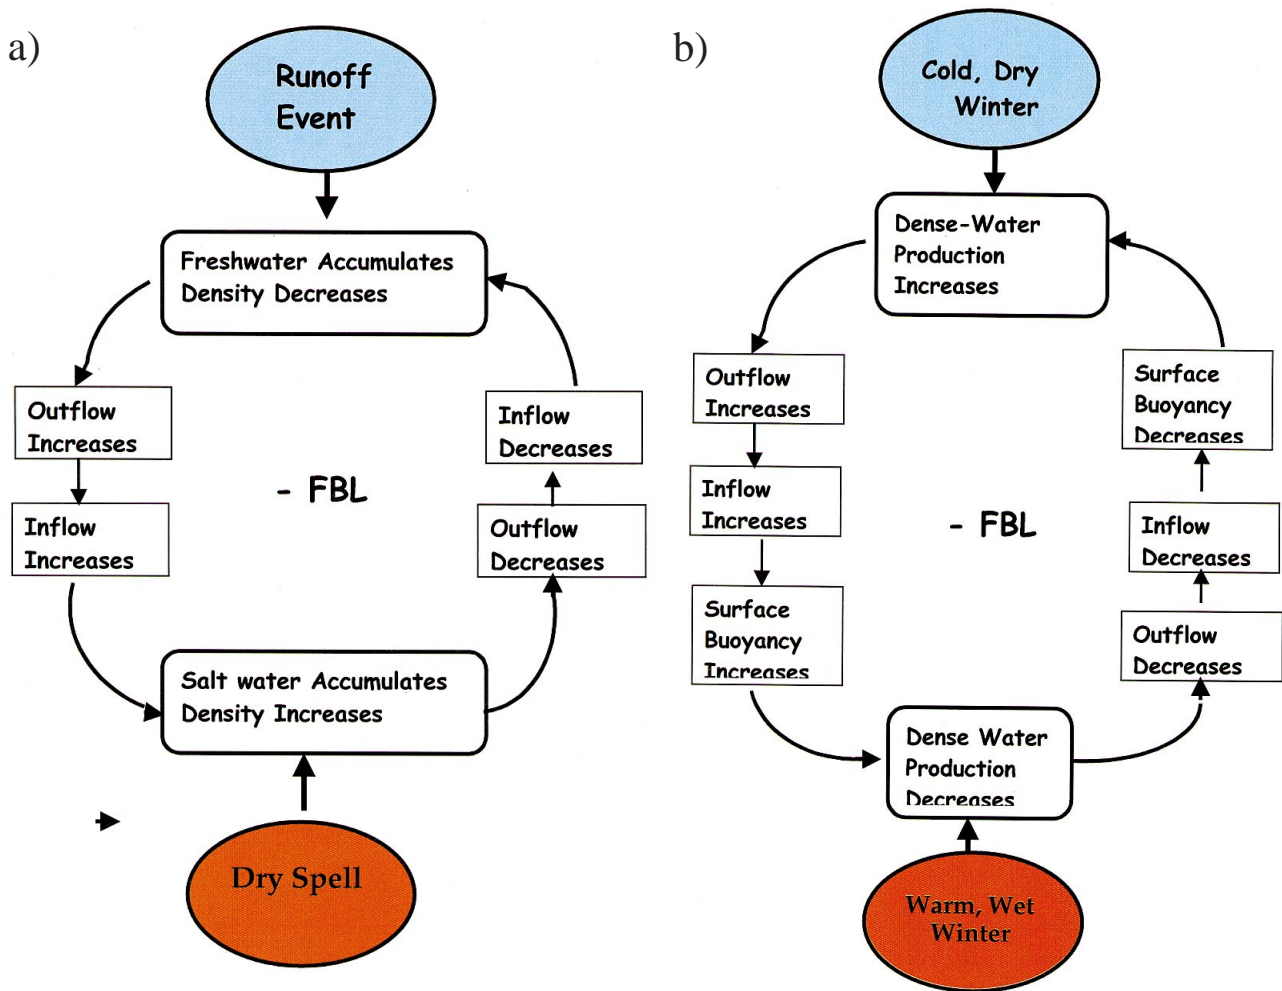 a)
Runoff
Event
Freshwater Accumulates
Density Decreases
Outflow
Increases
Inflow
Increases
- FBL
Inflow
Decreases
Outflow
Decreases
Salt water Accumulates
Density Increases
Dry Spell
b)
Cold, Dry
Winter
Dense-Water
Production
Increases
Outflow
Increases
Inflow
Increases
Surface
Buoyancy
Increases
- FBL
Surface
Buoyancy
Decreases
Inflow
Decreases
Outflow
Decreases
Dense Water
Production
Decreases
Warm, Wet
Winter